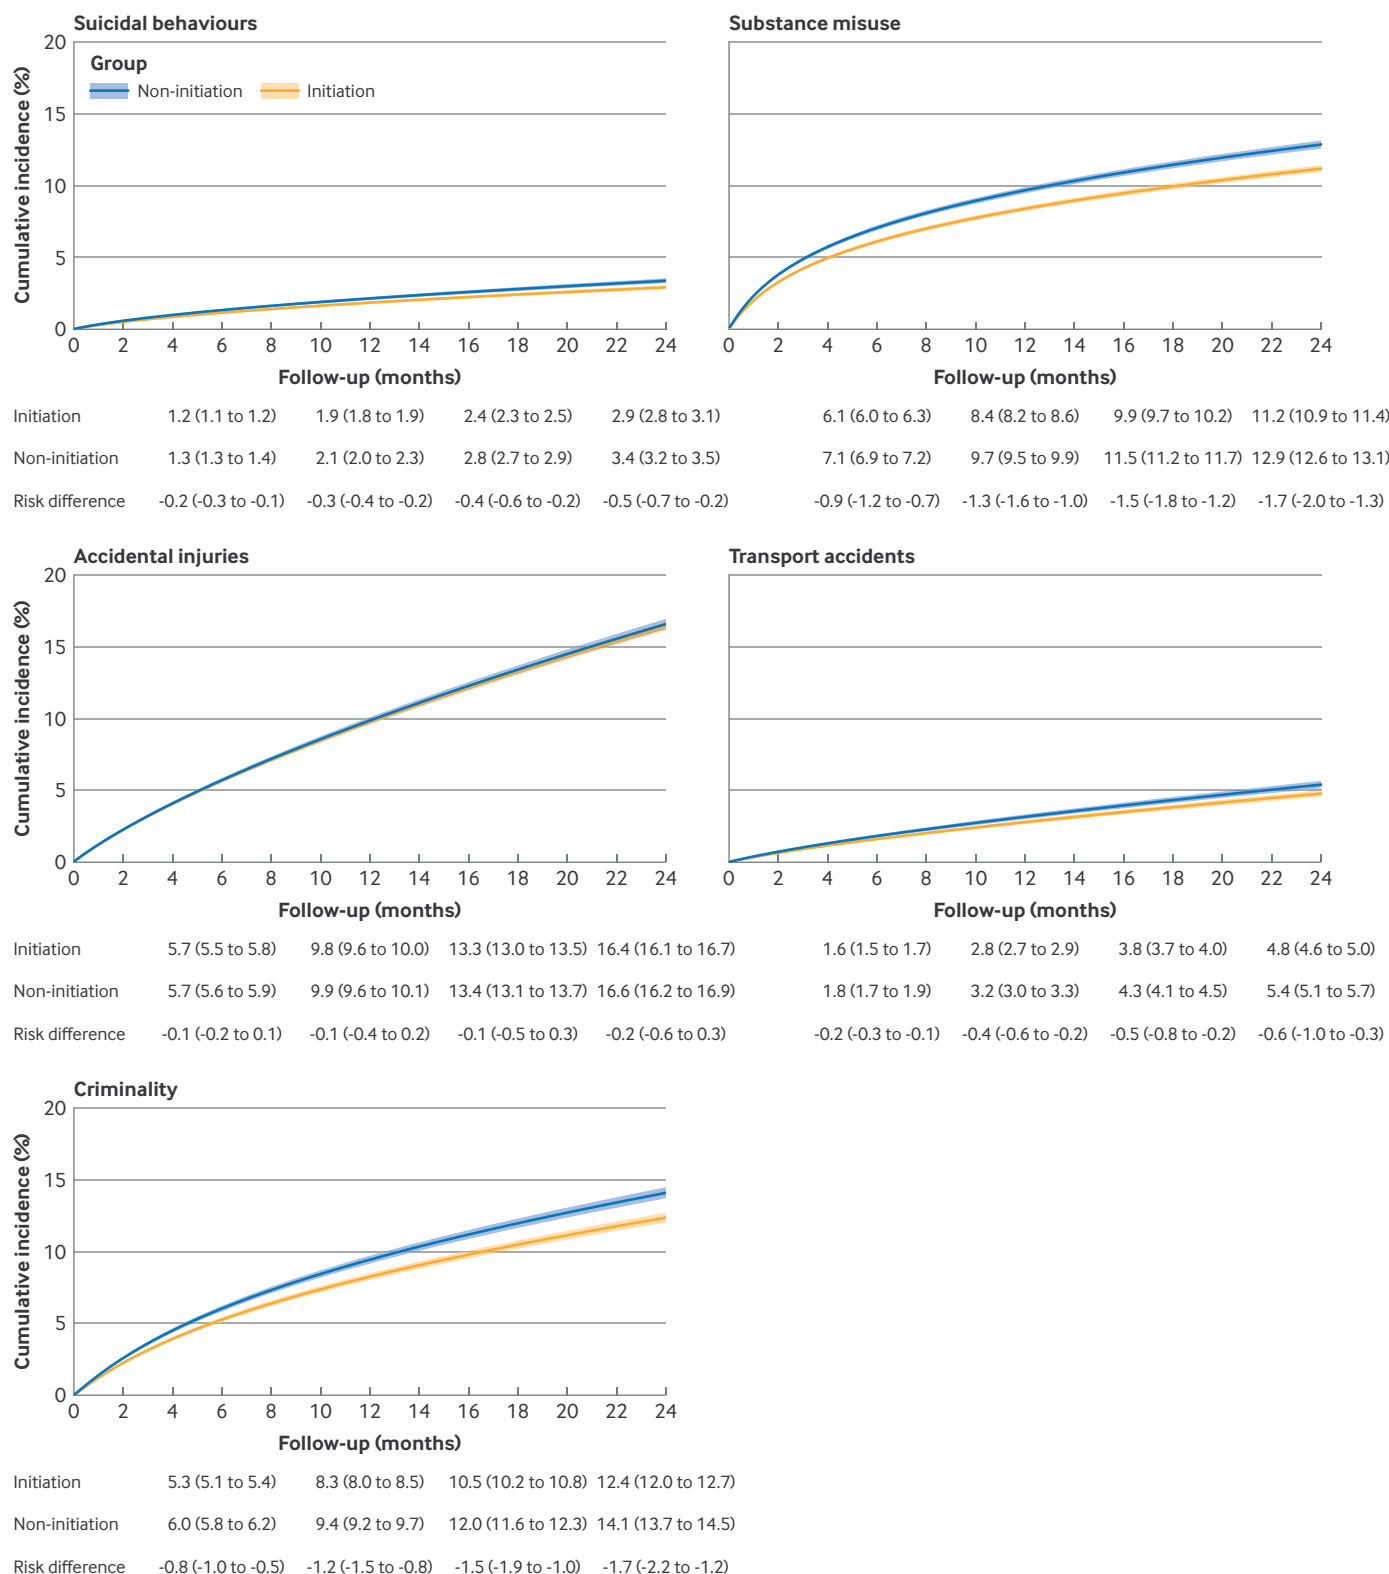 Suicidal behaviours
Cumulative incidence (%)
20
15
10
5
0
Group
Non-initiation Initiation
0 2 4 6 8 10 12 14 16 18 20 22 24
Follow-up (months)
Initiation 1.2 (1.1 to 1.2) 1.9 (1.8 to 1.9) 2.4 (2.3 to 2.5) 2.9 (2.8 to 3.1)
Non-initiation 1.3 (1.3 to 1.4) 2.1 (2.0 to 2.3) 2.8 (2.7 to 2.9) 3.4 (3.2 to 3.5)
Risk difference -0.2 (-0.3 to -0.1) -0.3 (-0.4 to -0.2) -0.4 (-0.6 to -0.2) -0.5 (-0.7 to -0.2)
Substance misuse
0 2 4 6 8 10 12 14 16 18 20 22 24
Follow-up (months)
6.1 (6.0 to 6.3) 8.4 (8.2 to 8.6) 9.9 (9.7 to 10.2) 11.2 (10.9 to 11.4)
7.1 (6.9 to 7.2) 9.7 (9.5 to 9.9) 11.5 (11.2 to 11.7) 12.9 (12.6 to 13.1)
-0.9 (-1.2 to -0.7) -1.3 (-1.6 to -1.0) -1.5 (-1.8 to -1.2) -1.7 (-2.0 to -1.3)
Accidental injuries
Cumulative incidence (%)
20
15
10
5
0
0 2 4 6 8 10 12 14 16 18 20 22 24
Follow-up (months)
Initiation 5.7 (5.5 to 5.8) 9.8 (9.6 to 10.0) 13.3 (13.0 to 13.5) 16.4 (16.1 to 16.7)
Non-initiation 5.7 (5.6 to 5.9) 9.9 (9.6 to 10.1) 13.4 (13.1 to 13.7) 16.6 (16.2 to 16.9)
Risk difference -0.1 (-0.2 to 0.1) -0.1 (-0.4 to 0.2) -0.1 (-0.5 to 0.3) -0.2 (-0.6 to 0.3)
Transport accidents
0 2 4 6 8 10 12 14 16 18 20 22 24
Follow-up (months)
1.6 (1.5 to 1.7) 2.8 (2.7 to 2.9) 3.8 (3.7 to 4.0) 4.8 (4.6 to 5.0)
1.8 (1.7 to 1.9) 3.2 (3.0 to 3.3) 4.3 (4.1 to 4.5) 5.4 (5.1 to 5.7)
-0.2 (-0.3 to -0.1) -0.4 (-0.6 to -0.2) -0.5 (-0.8 to -0.2) -0.6 (-1.0 to -0.3)
Criminality
Cumulative incidence (%)
20
15
10
5
0
0 2 4 6 8 10 12 14 16 18 20 22 24
Follow-up (months)
Initiation 5.3 (5.1 to 5.4) 8.3 (8.0 to 8.5) 10.5 (10.2 to 10.8) 12.4 (12.0 to 12.7)
Non-initiation 6.0 (5.8 to 6.2) 9.4 (9.2 to 9.7) 12.0 (11.6 to 12.3) 14.1 (13.7 to 14.5)
Risk difference -0.8 (-1.0 to -0.5) -1.2 (-1.5 to -0.8) -1.5 (-1.9 to -1.0) -1.7 (-2.2 to -1.2)